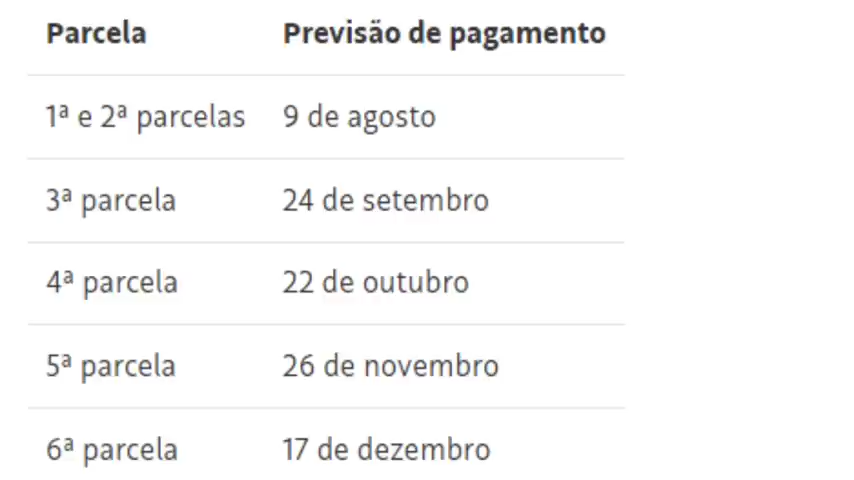 Parcela Previsão de pagamento
1ª e 2ª parcelas 9 de agosto
3ª parcela 24 de setembro
4ª parcela 22 de outubro
5ª parcela 26 de novembro
6ª parcela 17 de dezembro